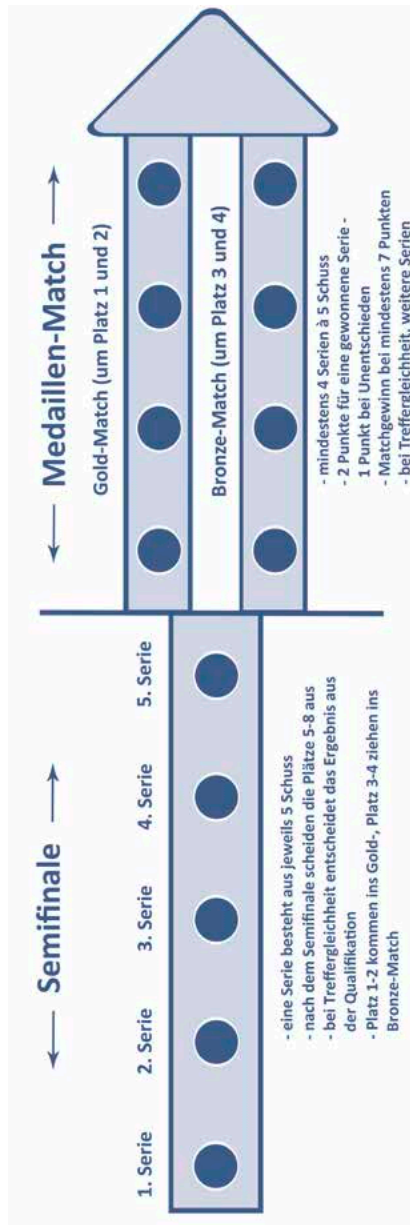 Semifinale
Medaillen-Match
1. Serie
2. Serie
3. Serie
4. Serie
5. Serie
Gold-Match (um Platz 1 und 2)
Bronze-Match (um Platz 3 und 4)
- eine Serie besteht aus jeweils 5 Schuss
- nach dem Semifinale scheiden die Plätze 5-8 aus
- bei Treffergleichheit entscheidet das Ergebnis aus
der Qualifikation
- Platz 1-2 kommen ins Gold-, Platz 3-4 ziehen ins
Bronze-Match
- mindestens 4 Serien à 5 Schuss
- 2 Punkte für eine gewonnene Serie -
1 Punkt bei Unentschieden
- Matchgewinn bei mindestens 7 Punkten
- bei Treffergleichheit, weitere Serien